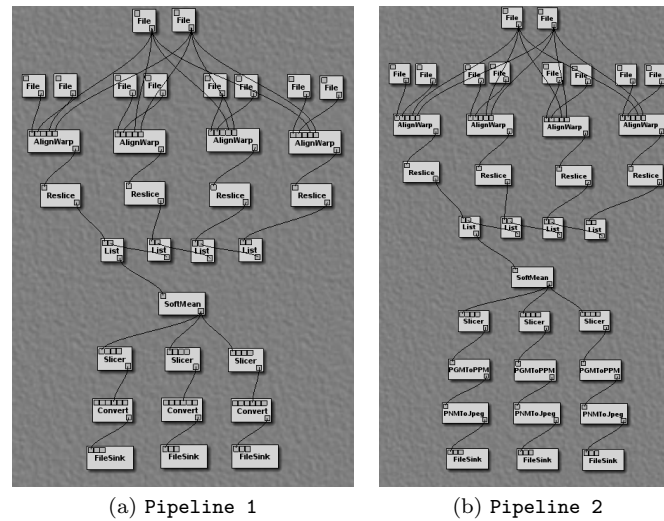 File File
File File File File File File File File
AlignWarp AlignWarp AlignWarp AlignWarp
Reslice Reslice Reslice Reslice
List List List List
SoftMean
Slicer Slicer Slicer
Convert Convert Convert
FileSink FileSink FileSink
(a) Pipeline 1
File File
File File File File File File File File
AlignWarp AlignWarp AlignWarp AlignWarp
Reslice Reslice Reslice Reslice
List List List List
SoftMean
Slicer Slicer Slicer
PGMToPPM PGMToPPM PGMToPPM
PNMToJpeg PNMToJpeg PNMToJpeg
FileSink FileSink FileSink
(b) Pipeline 2